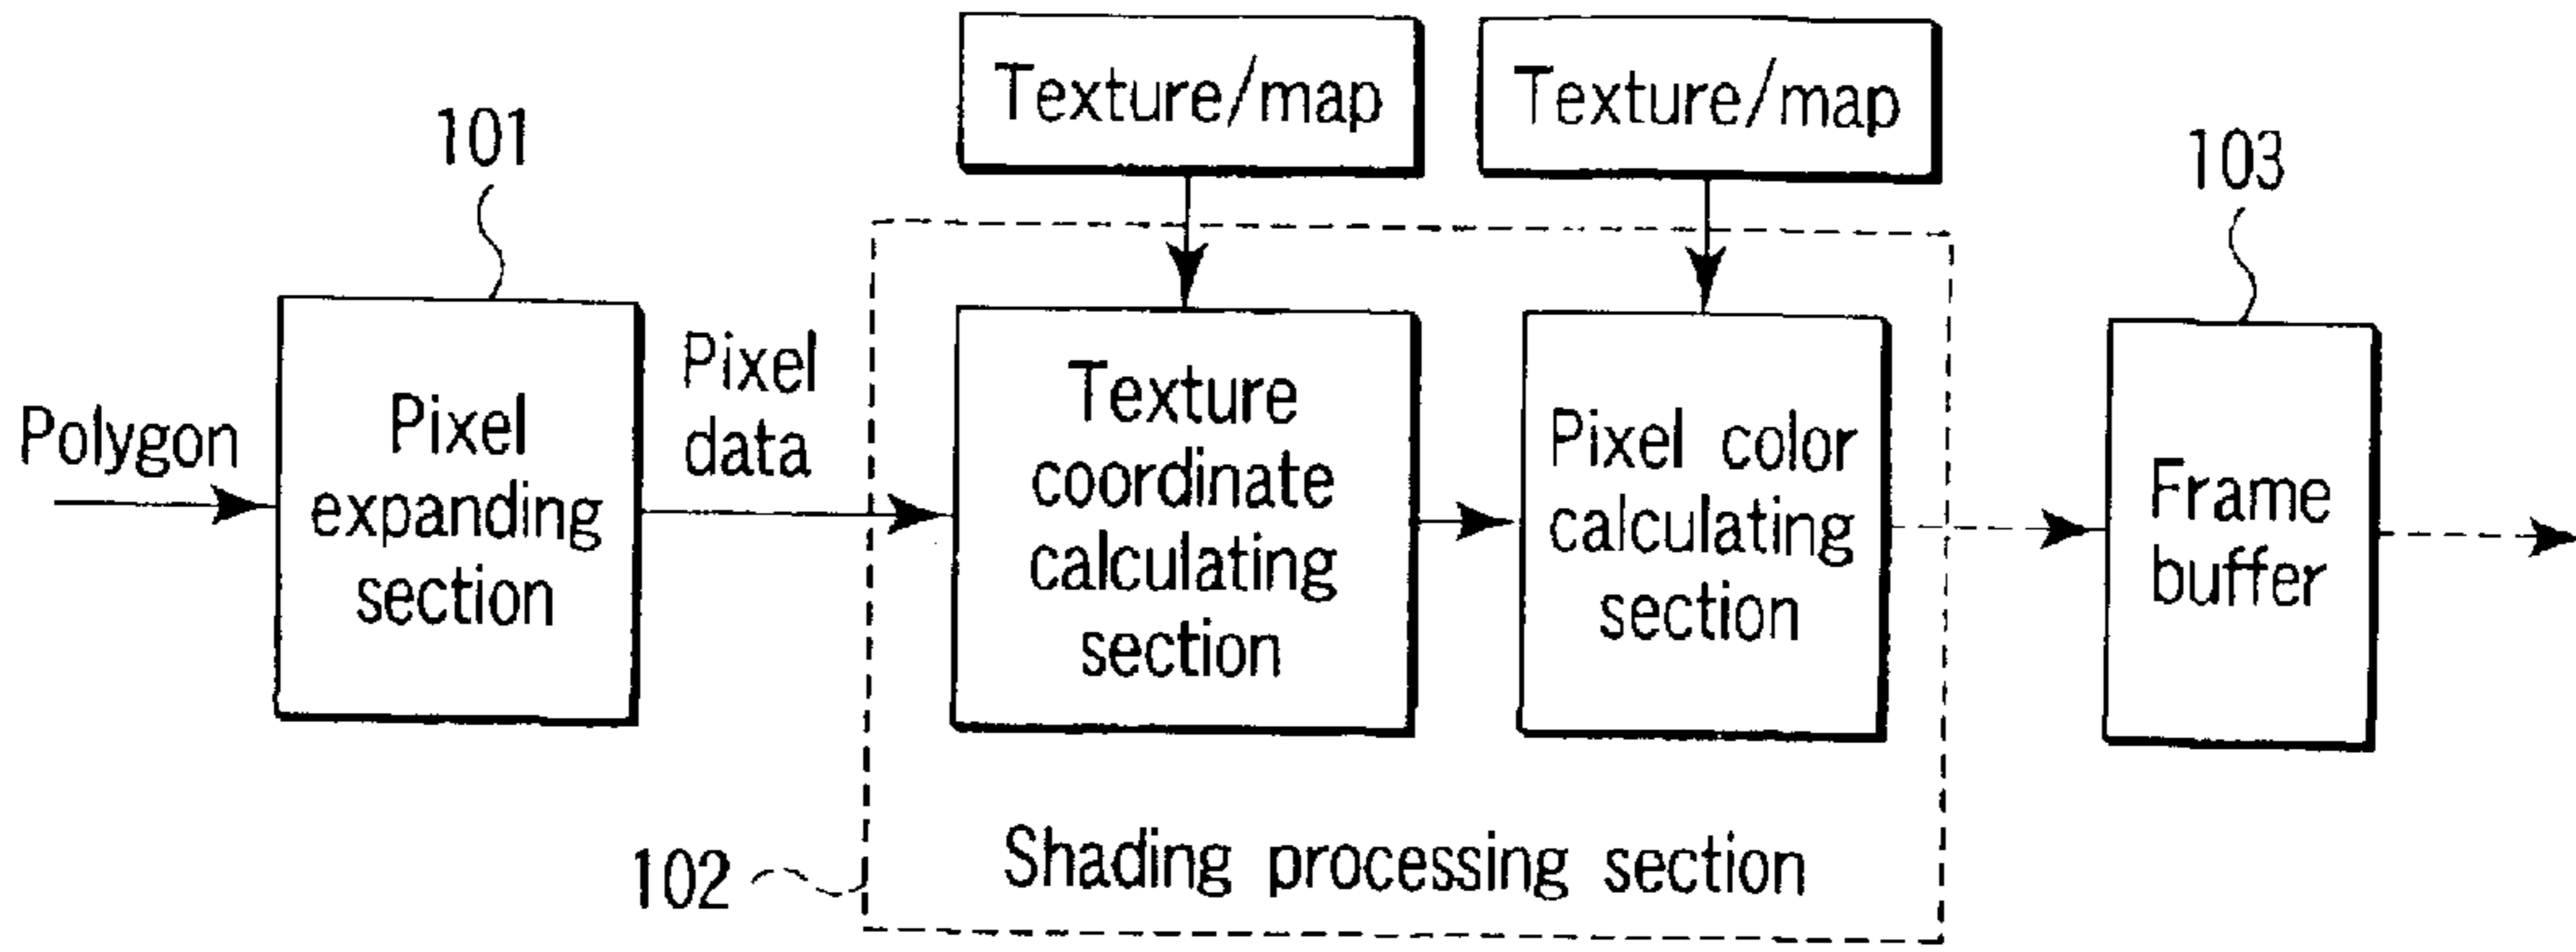 Texture/map
Texture/map
101
103
Polygon
Pixel
expanding
section
Pixel
data
Texture
coordinate
calculating
section
Pixel color
calculating
section
Frame
buffer
102
Shading processing section